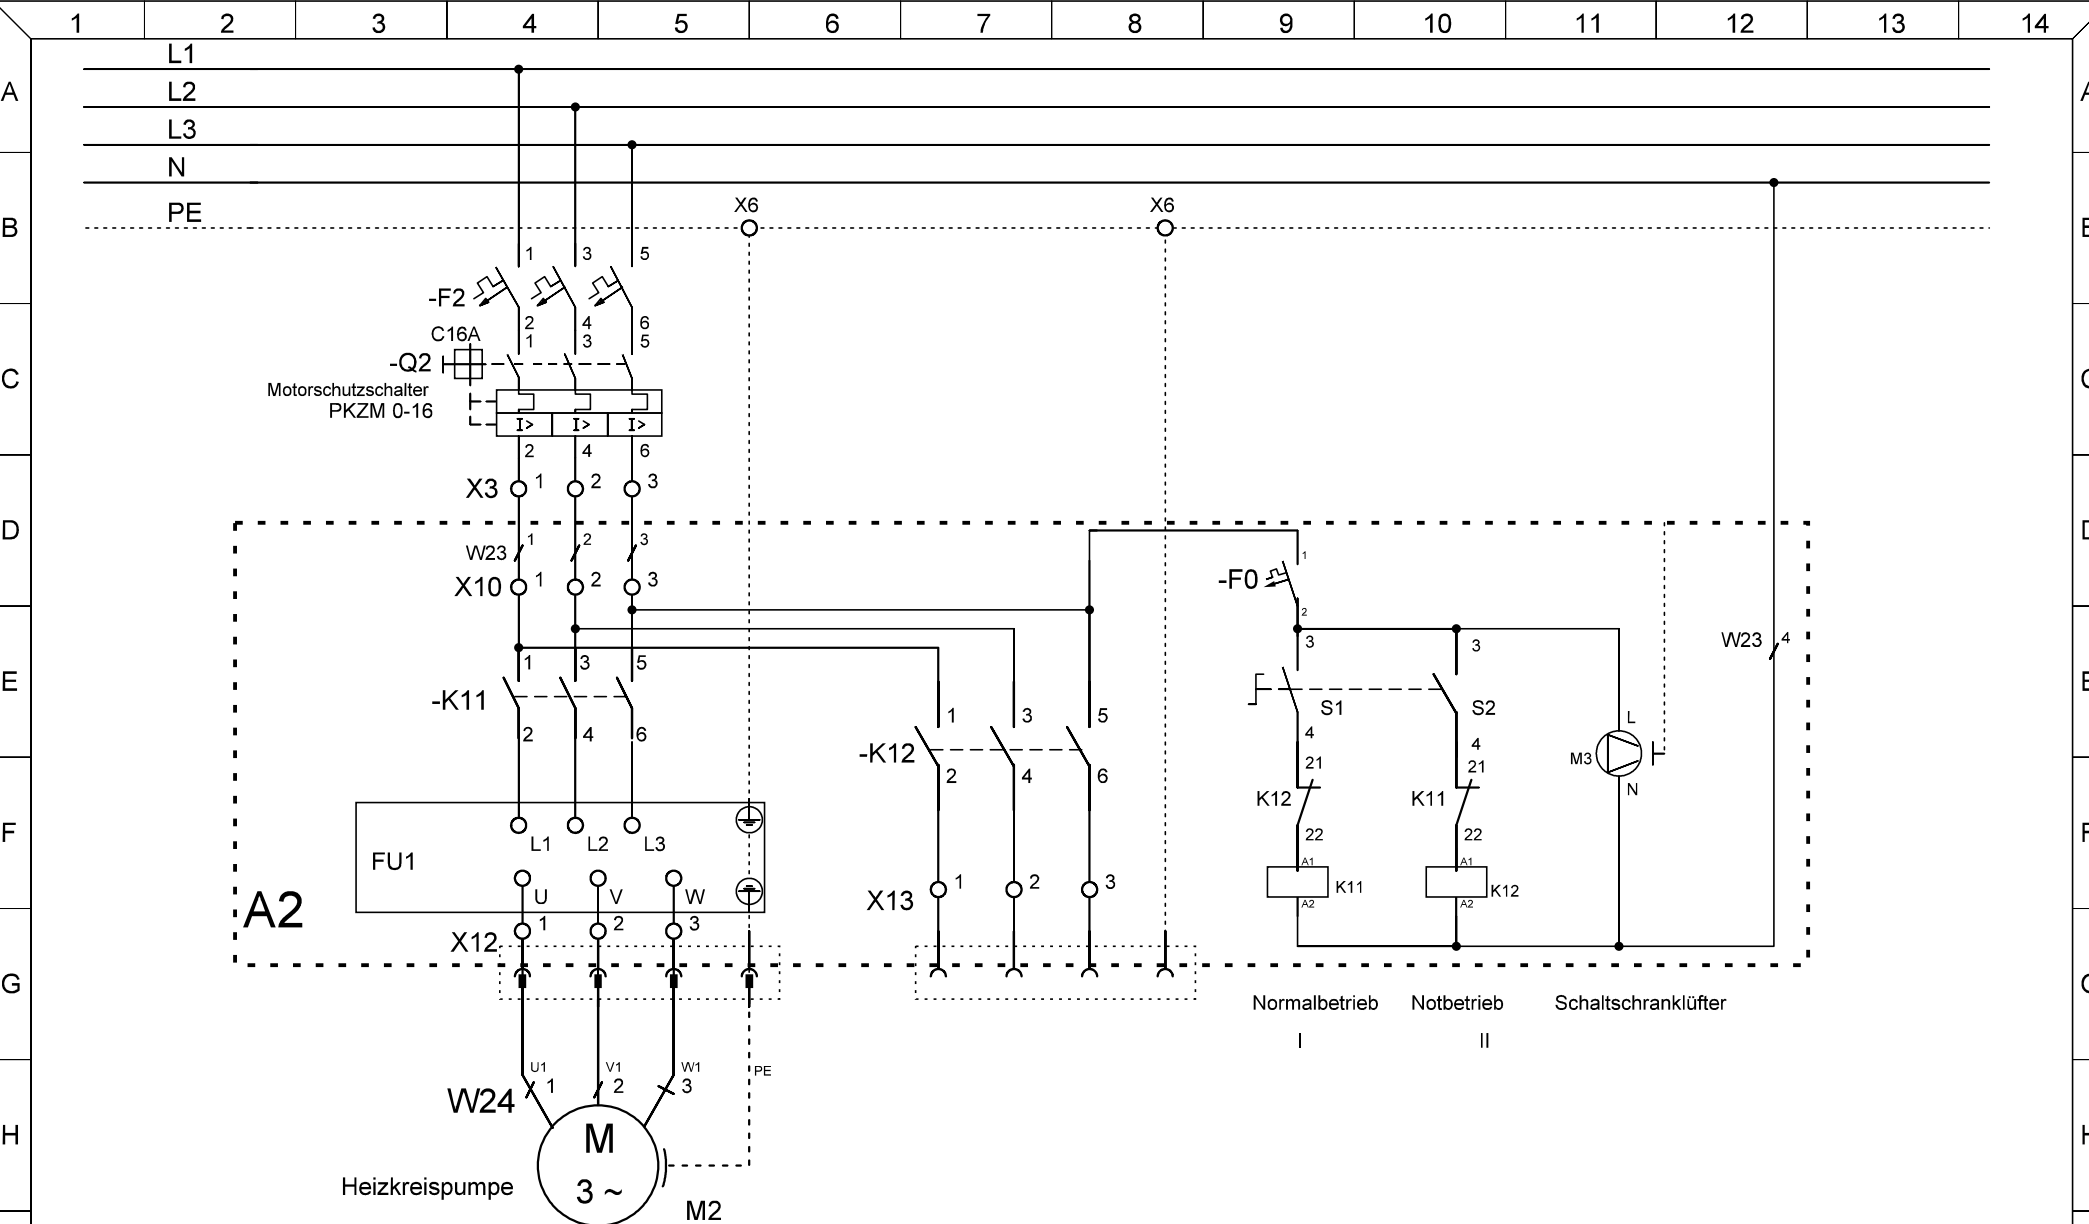 1 2 3 4 5 6 7 8 9 10 11 12 13 14
L1
A
L2
L3
N
PE
X6 X6
B
1 3 5
-F2
2 4 6
C16A
1 3 5
-Q2
C
Motorschutzschalter
PKZM 0-16
I> I> I>
2 4 6
X3 1 2 3
D
1 2 3
W23
X10 1 2 3
1
-F0
2
3 3
W23 4
1 3 5
E
-K11
S1 S2
2 4 6
1 3 5
L
4 4
-K12
M3
21 21
2 4 6
N
K12 K11
F
22 22
L1 L2 L3
FU1
A1 A1
K11 K12
A2 A2
U V W
X13 1 2 3
A2
X12 1 2 3
G
Normalbetrieb Notbetrieb Schaltschranklüfter
I II
U1 V1 W1 PE
1 2 3
W24
H
M
3 ~
Heizkreispumpe
M2